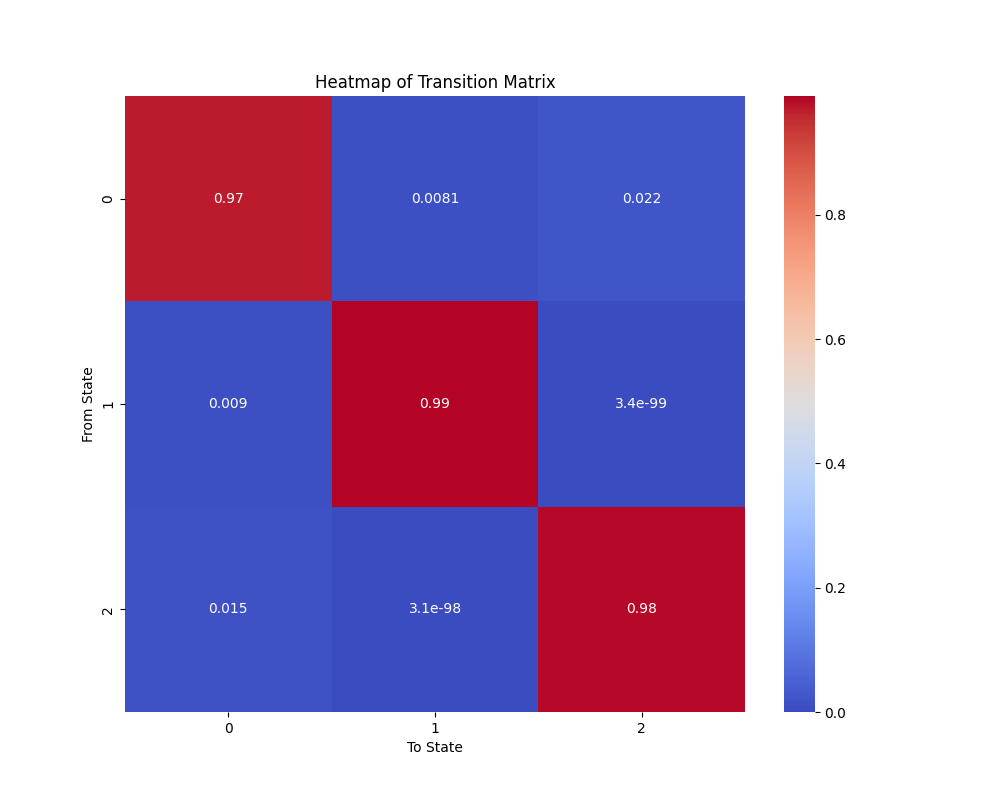 Heatmap of Transition Matrix
0.97 0.0081 0.022
0.009 0.99 3.4e-99
0.015 3.1e-98 0.98
0
1
2
From State
0 1 2
To State
0.8
0.6
0.4
0.2
0.0